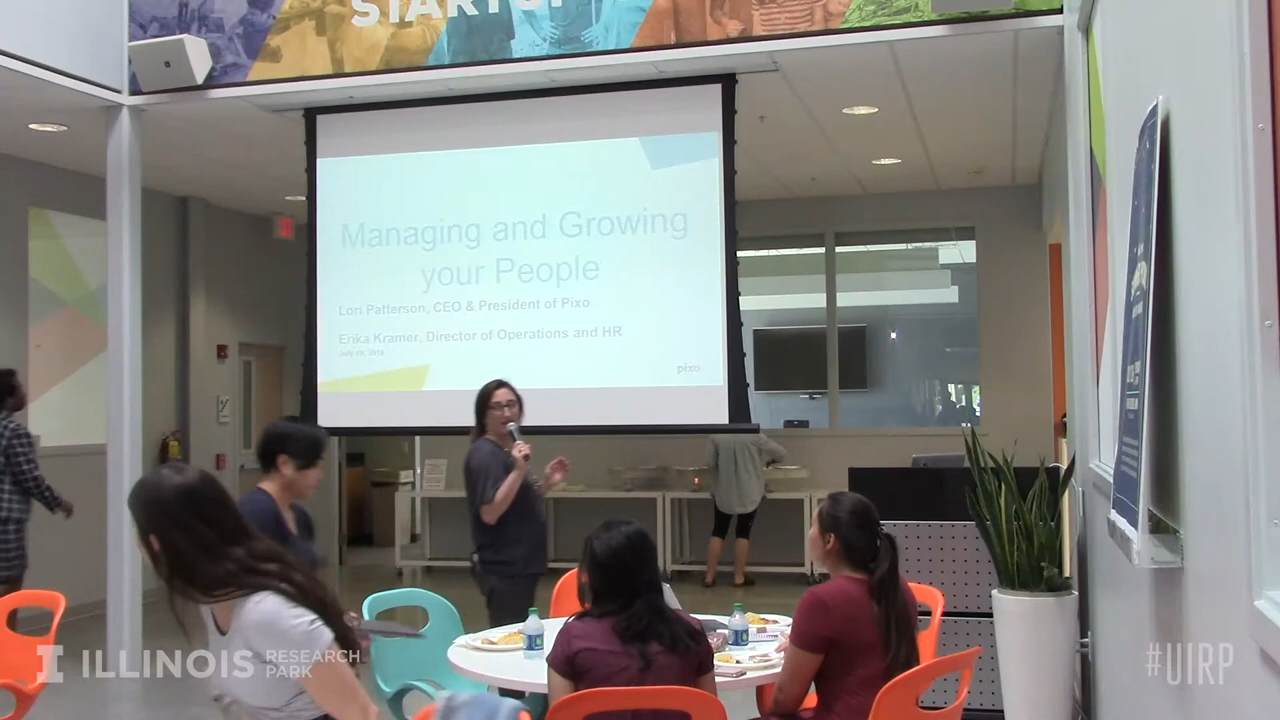 STARTUP
Managing and Growing
your People
Lori Patterson, CEO & President of Pixo
Erika Kramer, Director of Operations and HR
pixo
I ILLINOIS RESEARCH
PARK
#UIRP